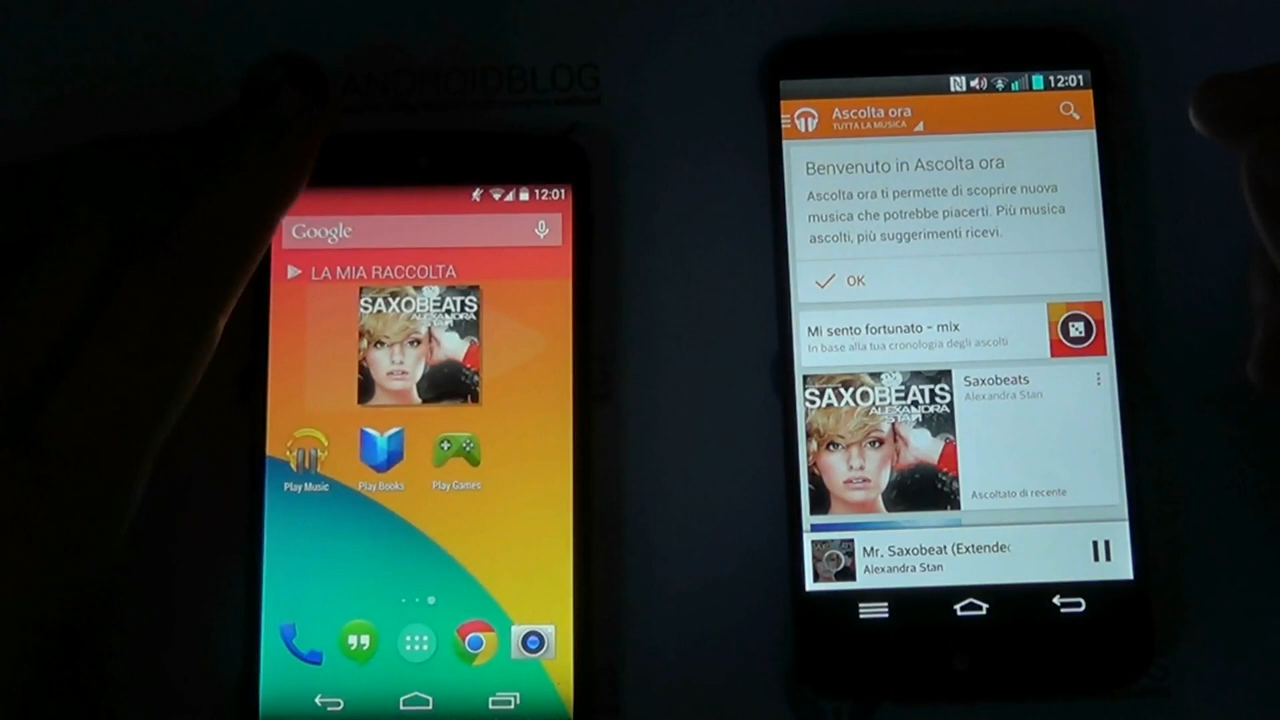 ANDROIDBLOG
12:01
Google
LA MIA RACCOLTA
SAXOBEATS
ALEXANDRA
STAN
Play Music
Play Books
Play Games
12:01
Ascolta ora
TUTTA LA MUSICA
Benvenuto in Ascolta ora
Ascolta ora ti permette di scoprire nuova
musica che potrebbe piacerti. Più musica
ascolti, più suggerimenti ricevi.
OK
Mi sento fortunato - mix
In base alla tua cronologia degli ascolti
SAXOBEATS
ALEXANDRA
STAN
Saxobeats
Alexandra Stan
Ascoltato di recente
Mr. Saxobeat (Extende
Alexandra Stan